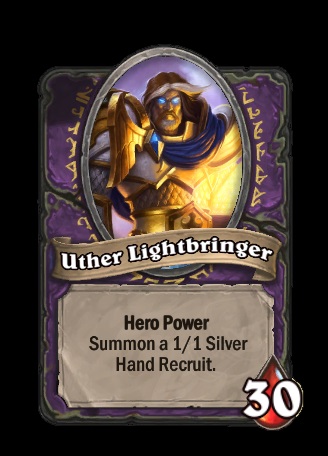 Uther Lightbringer
Hero Power
Summon a 1/1 Silver
Hand Recruit.
30